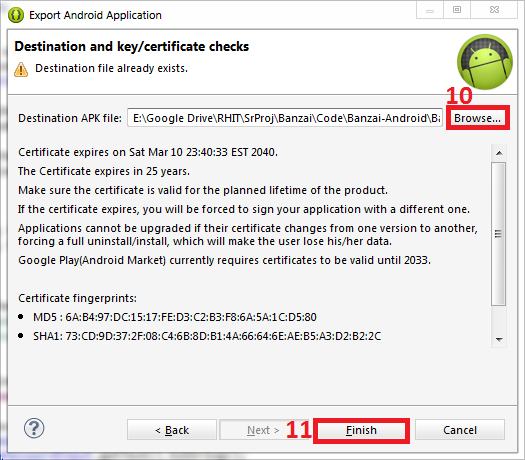 Export Android Application
Destination and key/certificate checks
Destination file already exists.
10
Destination APK file: E:\Google Drive\RHIT\SrProj\Banzai\Code\Banzai-Android\Ba Browse...
Certificate expires on Sat Mar 10 23:40:33 EST 2040.
The Certificate expires in 25 years.
Make sure the certificate is valid for the planned lifetime of the product.
If the certificate expires, you will be forced to sign your application with a different one.
Applications cannot be upgraded if their certificate changes from one version to another,
forcing a full uninstall/install, which will make the user lose his/her data.
Google Play(Android Market) currently requires certificates to be valid until 2033.
Certificate fingerprints:
• MD5 : 6A:B4:97:DC:15:17:FE:D3:C2:B3:F8:6A:5A:1C:D5:80
• SHA1: 73:CD:9D:37:2F:08:C4:6B:8D:B1:4A:66:64:6E:AE:B5:A3:D2:B2:2C
? < Back Next > 11 Finish Cancel